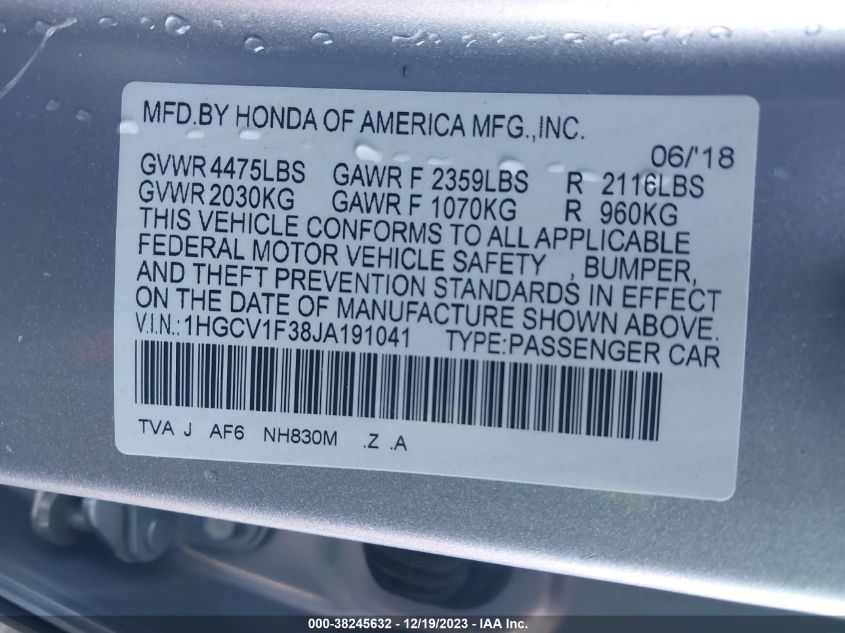 MFD.BY HONDA OF AMERICA MFG.,INC.
06/'18
GVWR 4475LBS GAWR F 2359LBS R 2116LBS
GVWR 2030KG GAWR F 1070KG R 960KG
THIS VEHICLE CONFORMS TO ALL APPLICABLE
FEDERAL MOTOR VEHICLE SAFETY , BUMPER,
AND THEFT PREVENTION STANDARDS IN EFFECT
ON THE DATE OF MANUFACTURE SHOWN ABOVE.
V.I.N.:1HGCV1F38JA191041 TYPE:PASSENGER CAR
TVA J AF6 NH830M .Z .A
000-38245632 - 12/19/2023 - IAA Inc.